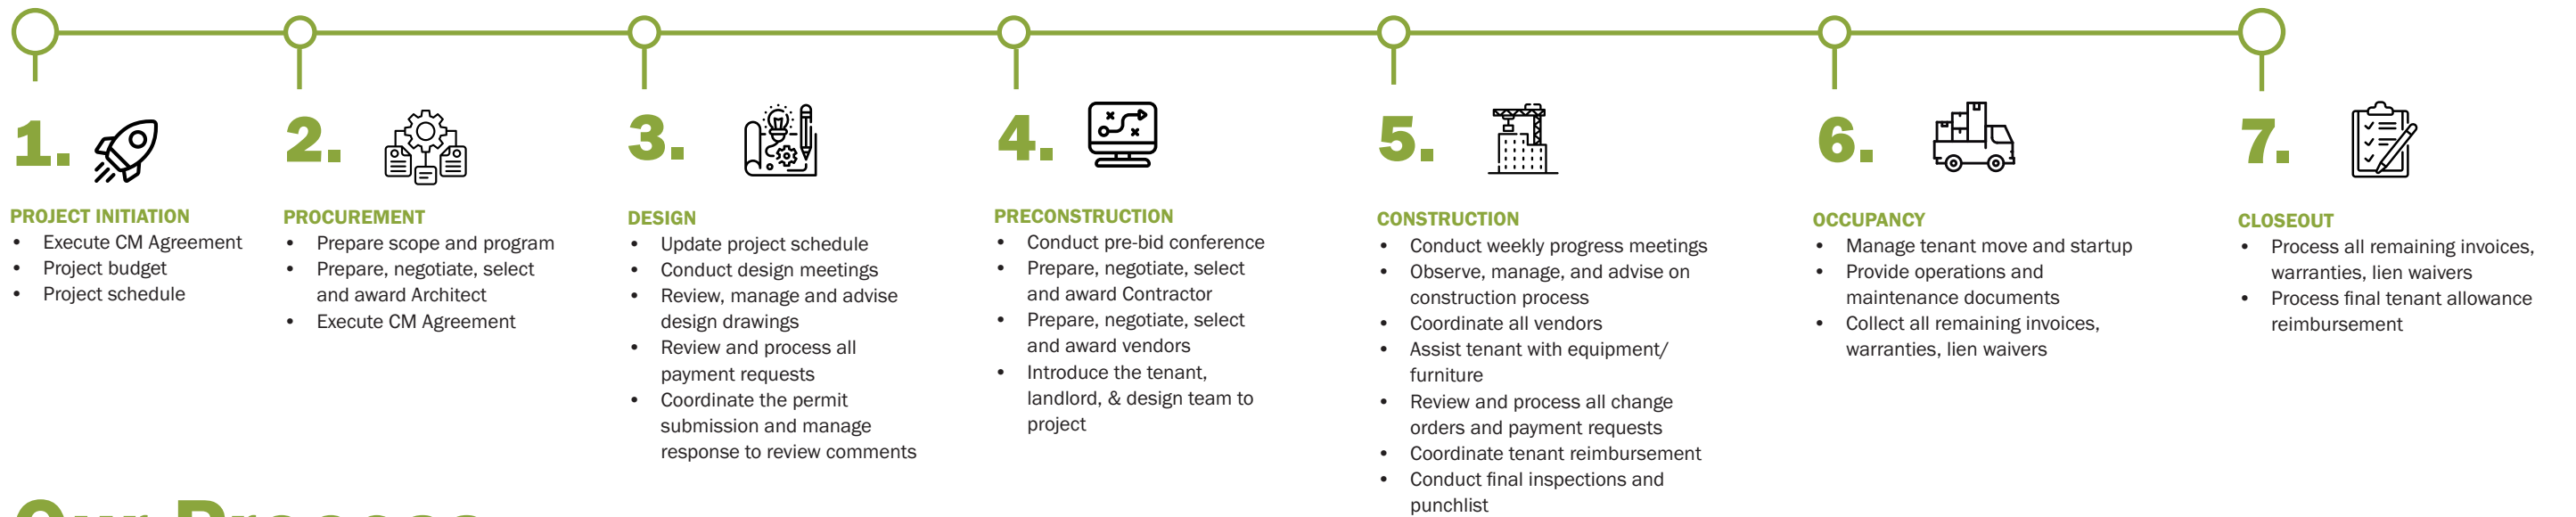 1.
PROJECT INITIATION
• Execute CM Agreement
• Project budget
• Project schedule
2.
PROCUREMENT
• Prepare scope and program
• Prepare, negotiate, select
and award Architect
• Execute CM Agreement
3.
DESIGN
• Update project schedule
• Conduct design meetings
• Review, manage and advise
design drawings
• Review and process all
payment requests
• Coordinate the permit
submission and manage
response to review comments
4.
PRECONSTRUCTION
• Conduct pre-bid conference
• Prepare, negotiate, select
and award Contractor
• Prepare, negotiate, select
and award vendors
• Introduce the tenant,
landlord, & design team to
project
5.
CONSTRUCTION
• Conduct weekly progress meetings
• Observe, manage, and advise on
construction process
• Coordinate all vendors
• Assist tenant with equipment/
furniture
• Review and process all change
orders and payment requests
• Coordinate tenant reimbursement
• Conduct final inspections and
punchlist
6.
OCCUPANCY
• Manage tenant move and startup
• Provide operations and
maintenance documents
• Collect all remaining invoices,
warranties, lien waivers
7.
CLOSEOUT
• Process all remaining invoices,
warranties, lien waivers
• Process final tenant allowance
reimbursement
Our Process